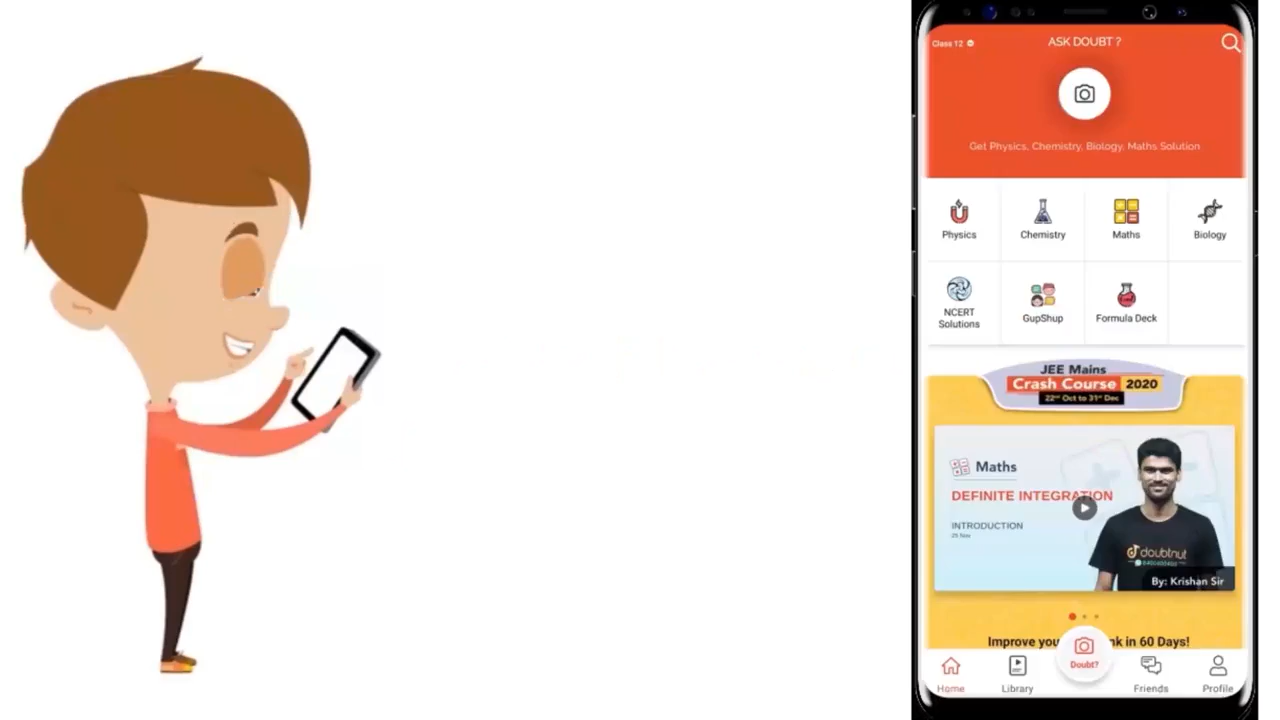 Class 12
ASK DOUBT ?
Get Physics, Chemistry, Biology, Maths Solution
Physics
Chemistry
Maths
Biology
NCERT
Solutions
GupShup
Formula Deck
JEE Mains
Crash Course 2020
22nd Oct to 31st Dec
Maths
DEFINITE INTEGRATION
INTRODUCTION
doubtnut
By: Krishan Sir
Improve you nk in 60 Days!
Doubt?
Home
Library
Friends
Profile